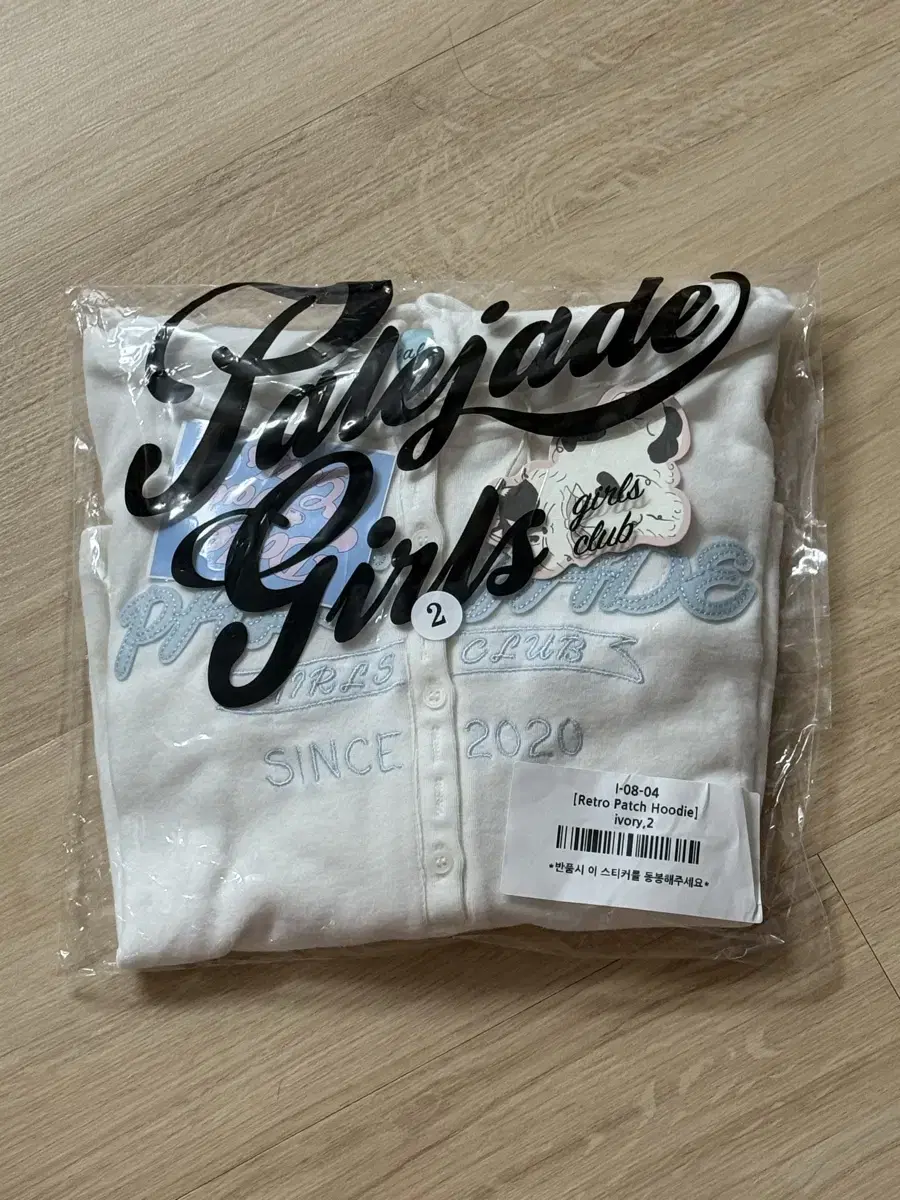 Palejade
Girls
girls
club
2
GIRLS CLUB
SINCE 2020
I-08-04
[Retro Patch Hoodie]
ivory,2
*반품시 이 스티커를 동봉해주세요*